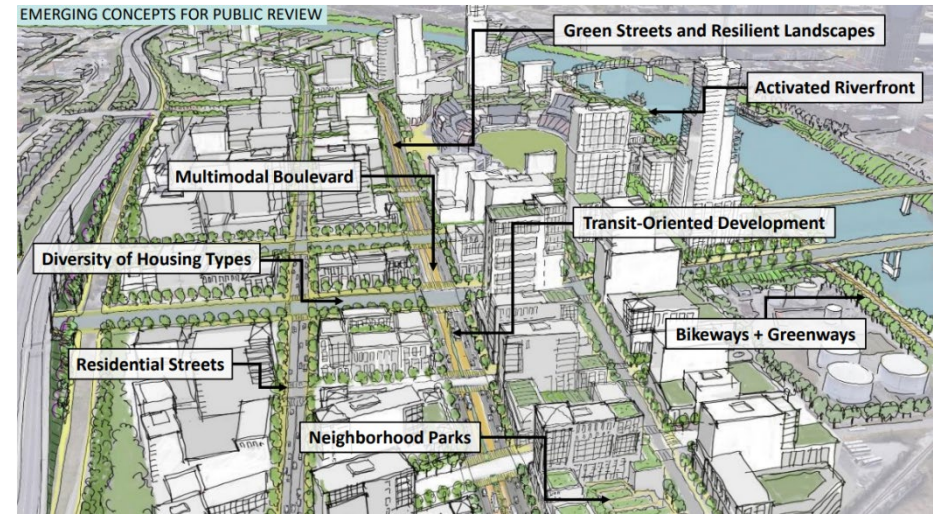 EMERGING CONCEPTS FOR PUBLIC REVIEW
Green Streets and Resilient Landscapes
Activated Riverfront
Multimodal Boulevard
Transit-Oriented Development
Diversity of Housing Types
Bikeways + Greenways
Residential Streets
Neighborhood Parks